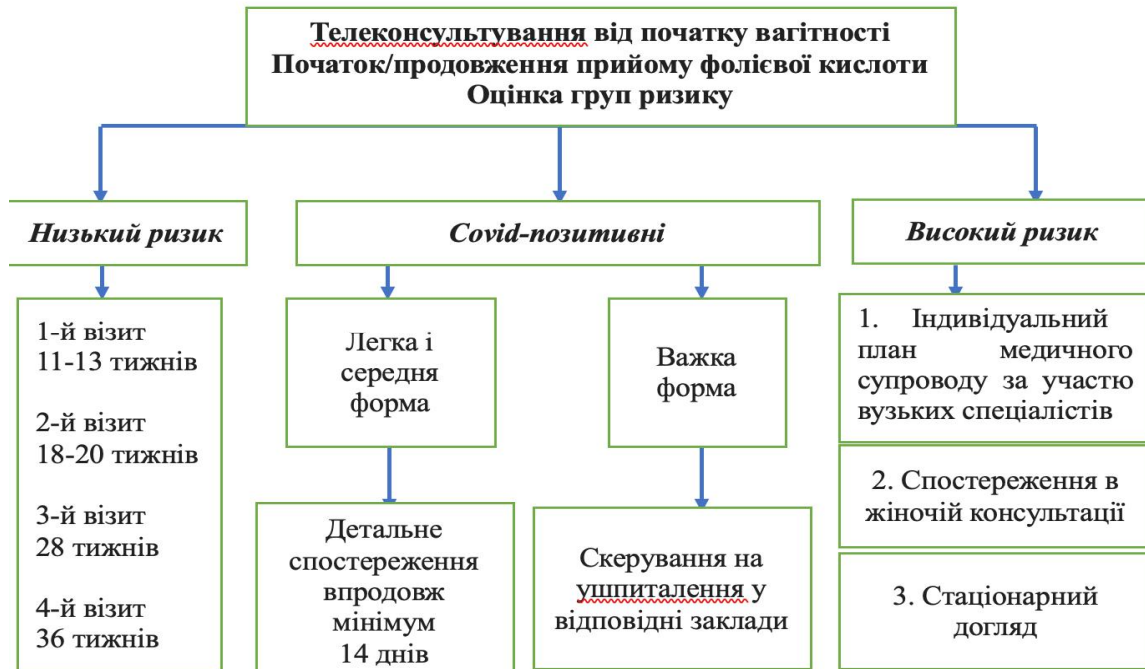 Телеконсультування від початку вагітності
Початок/продовження прийому фолієвої кислоти
Оцінка груп ризику
Низький ризик
Covid-позитивні
Високий ризик
1-й візит
11-13 тижнів
2-й візит
18-20 тижнів
3-й візит
28 тижнів
4-й візит
36 тижнів
Легка і
середня
форма
Важка
форма
Детальне
спостереження
впродовж
мінімум
14 днів
Скерування на
ушпиталення у
відповідні заклади
1. Індивідуальний
план медичного
супроводу за участю
вузьких спеціалістів
2. Спостереження в
жіночій консультації
3. Стаціонарний
догляд